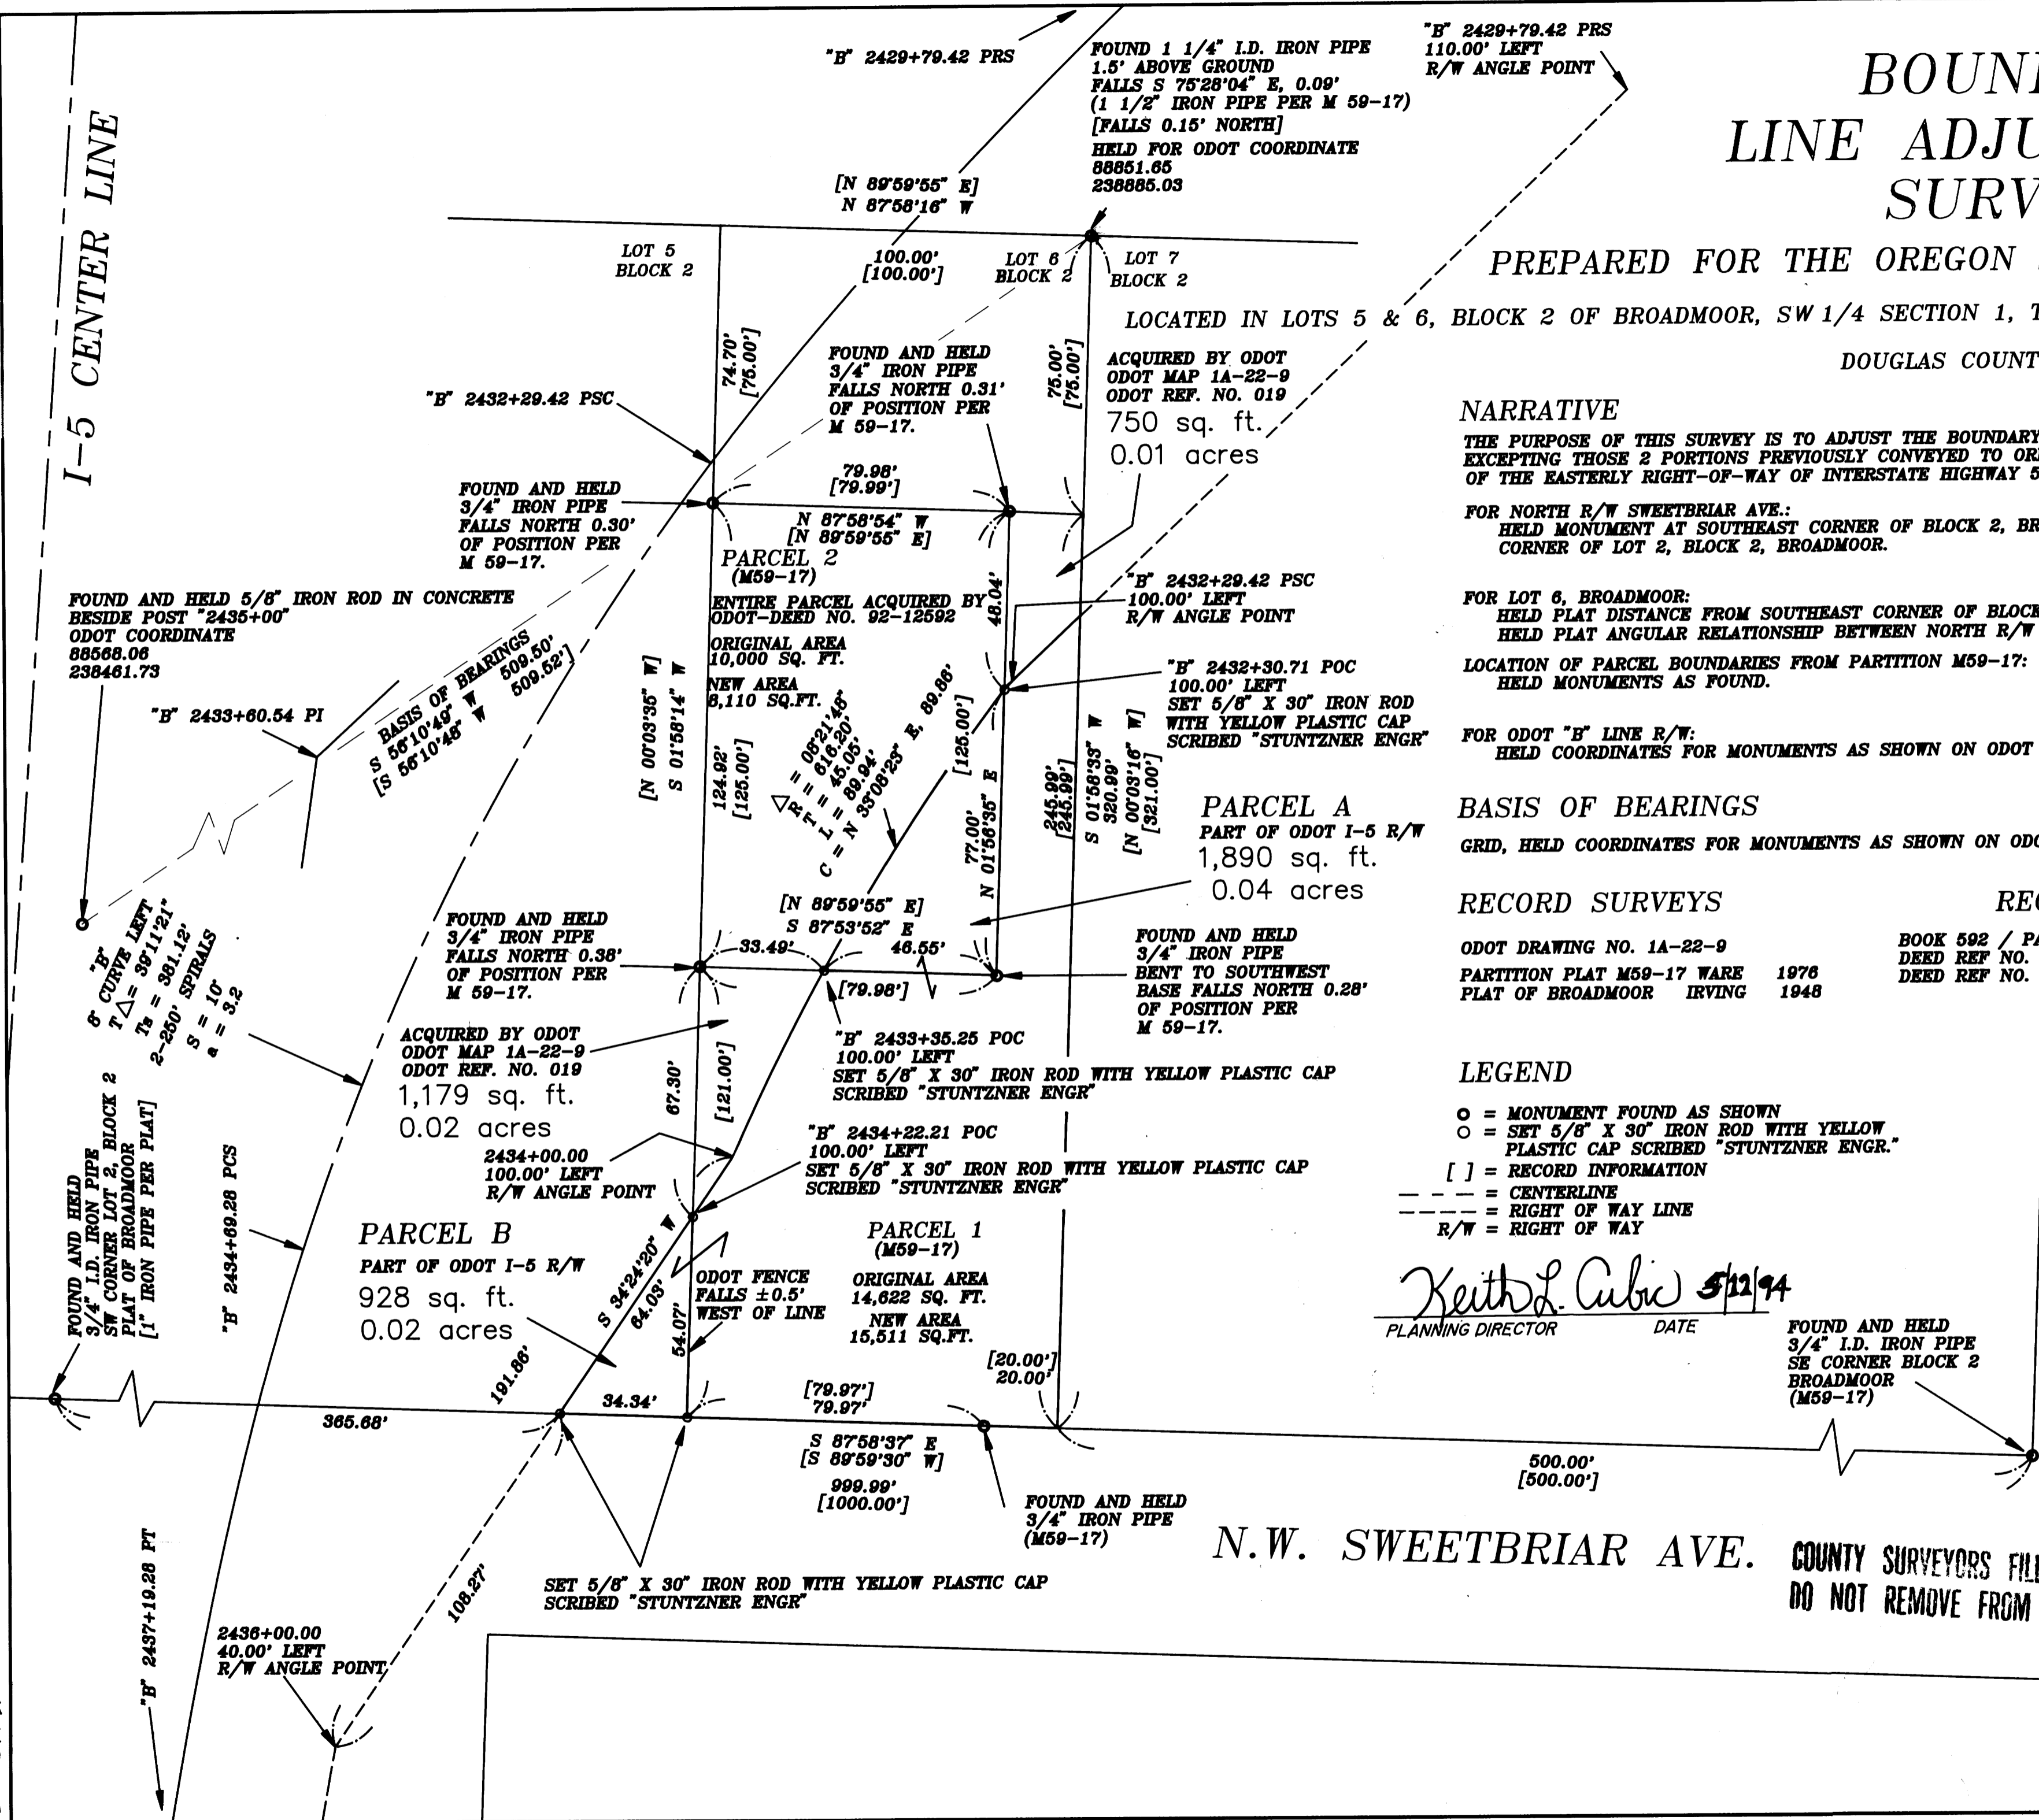 BOUN
LINE ADJU
SURV
PREPARED FOR THE OREGON
LOCATED IN LOTS 5 & 6, BLOCK 2 OF BROADMOOR, SW 1/4 SECTION 1,
DOUGLAS COUNT
I-5 CENTER LINE
"B" 2429+79.42 PRS
FOUND 1 1/4" I.D. IRON PIPE
1.5' ABOVE GROUND
FALLS S 75°28'04" E, 0.09'
(1 1/2" IRON PIPE PER M 59-17)
[FALLS 0.15' NORTH]
HELD FOR ODOT COORDINATE
88851.65
238885.03
"B" 2429+79.42 PRS
110.00' LEFT
R/W ANGLE POINT
[N 89°59'55" E]
N 87°58'16" W
100.00'
[100.00']
LOT 5
BLOCK 2
LOT 6
BLOCK 2
LOT 7
BLOCK 2
74.70'
[75.00']
75.00'
[75.00']
FOUND AND HELD
3/4" IRON PIPE
FALLS NORTH 0.31'
OF POSITION PER
M 59-17.
ACQUIRED BY ODOT
ODOT MAP 1A-22-9
ODOT REF. NO. 019
750 sq. ft.
0.01 acres
"B" 2432+29.42 PSC
79.98'
[79.99']
N 87°58'54" W
[N 89°59'55" E]
FOUND AND HELD
3/4" IRON PIPE
FALLS NORTH 0.30'
OF POSITION PER
M 59-17.
PARCEL 2
(M59-17)
ENTIRE PARCEL ACQUIRED BY
ODOT-DEED NO. 92-12592
ORIGINAL AREA
10,000 SQ. FT.
NEW AREA
8,110 SQ.FT.
48.04'
"B" 2432+29.42 PSC
100.00' LEFT
R/W ANGLE POINT
FOUND AND HELD 5/8" IRON ROD IN CONCRETE
BESIDE POST "2435+00"
ODOT COORDINATE
88568.06
238461.73
BASIS OF BEARINGS
S 56°10'49" W 509.50'
[S 56°10'48" W 509.52']
"B" 2433+60.54 PI
[N 00°03'35" W]
S 01°58'14" W
124.92'
[125.00']
△ = 08°21'48"
R = 616.20'
T = 45.05'
L = 89.94'
C = N 33°08'23" E, 89.86'
[125.00']
77.00'
N 01°56'35" E
245.99'
[245.99']
S 01°58'33" W
320.99'
[N 00°03'16" W]
[321.00']
"B" 2432+30.71 POC
100.00' LEFT
SET 5/8" X 30" IRON ROD
WITH YELLOW PLASTIC CAP
SCRIBED "STUNTZNER ENGR"
PARCEL A
PART OF ODOT I-5 R/W
1,890 sq. ft.
0.04 acres
"B"
8° CURVE LEFT
T △ = 39°11'21"
Ts = 381.12'
2-250' SPIRALS
S = 10°
a = 3.2
FOUND AND HELD
3/4" IRON PIPE
FALLS NORTH 0.38'
OF POSITION PER
M 59-17.
[N 89°59'55" E]
S 87°53'52" E
33.49'
46.55'
[79.98']
FOUND AND HELD
3/4" IRON PIPE
BENT TO SOUTHWEST
BASE FALLS NORTH 0.28'
OF POSITION PER
M 59-17.
"B" 2433+35.25 POC
100.00' LEFT
SET 5/8" X 30" IRON ROD WITH YELLOW PLASTIC CAP
SCRIBED "STUNTZNER ENGR"
ACQUIRED BY ODOT
ODOT MAP 1A-22-9
ODOT REF. NO. 019
1,179 sq. ft.
0.02 acres
67.30'
[121.00']
2434+00.00
100.00' LEFT
R/W ANGLE POINT
"B" 2434+22.21 POC
100.00' LEFT
SET 5/8" X 30" IRON ROD WITH YELLOW PLASTIC CAP
SCRIBED "STUNTZNER ENGR"
FOUND AND HELD
3/4" I.D. IRON PIPE
SW CORNER LOT 2, BLOCK 2
PLAT OF BROADMOOR
[1" IRON PIPE PER PLAT]
"B" 2434+69.28 PCS
PARCEL B
PART OF ODOT I-5 R/W
928 sq. ft.
0.02 acres
S 34°24'20" W
64.03'
191.86'
54.07'
ODOT FENCE
FALLS ±0.5'
WEST OF LINE
PARCEL 1
(M59-17)
ORIGINAL AREA
14,622 SQ. FT.
NEW AREA
15,511 SQ.FT.
[20.00']
20.00'
365.68'
34.34'
[79.97']
79.97'
S 87°58'37" E
[S 89°59'30" W]
999.99'
[1000.00']
500.00'
[500.00']
FOUND AND HELD
3/4" IRON PIPE
(M59-17)
SET 5/8" X 30" IRON ROD WITH YELLOW PLASTIC CAP
SCRIBED "STUNTZNER ENGR"
108.27'
"B" 2437+19.28 PT
2436+00.00
40.00' LEFT
R/W ANGLE POINT
N.W. SWEETBRIAR AVE.
NARRATIVE
THE PURPOSE OF THIS SURVEY IS TO ADJUST THE BOUNDARY
EXCEPTING THOSE 2 PORTIONS PREVIOUSLY CONVEYED TO
OF THE EASTERLY RIGHT-OF-WAY OF INTERSTATE HIGHWAY 5
FOR NORTH R/W SWEETBRIAR AVE.:
HELD MONUMENT AT SOUTHEAST CORNER OF BLOCK 2,
CORNER OF LOT 2, BLOCK 2, BROADMOOR.
FOR LOT 6, BROADMOOR:
HELD PLAT DISTANCE FROM SOUTHEAST CORNER OF BLOCK
HELD PLAT ANGULAR RELATIONSHIP BETWEEN NORTH R/W
LOCATION OF PARCEL BOUNDARIES FROM PARTITION M59-17:
HELD MONUMENTS AS FOUND.
FOR ODOT "B" LINE R/W:
HELD COORDINATES FOR MONUMENTS AS SHOWN ON ODOT
BASIS OF BEARINGS
GRID, HELD COORDINATES FOR MONUMENTS AS SHOWN ON
RECORD SURVEYS
ODOT DRAWING NO. 1A-22-9
PARTITION PLAT M59-17 WARE 1976
PLAT OF BROADMOOR IRVING 1948
REC
BOOK 592 / PA
DEED REF NO.
DEED REF NO.
LEGEND
= MONUMENT FOUND AS SHOWN
= SET 5/8" X 30" IRON ROD WITH YELLOW
PLASTIC CAP SCRIBED "STUNTZNER ENGR."
[ ] = RECORD INFORMATION
= CENTERLINE
= RIGHT OF WAY LINE
R/W = RIGHT OF WAY
Keith L. Cubic 5/12/94
PLANNING DIRECTOR DATE
FOUND AND HELD
3/4" I.D. IRON PIPE
SE CORNER BLOCK 2
BROADMOOR
(M59-17)
COUNTY SURVEYORS FILE
DO NOT REMOVE FROM